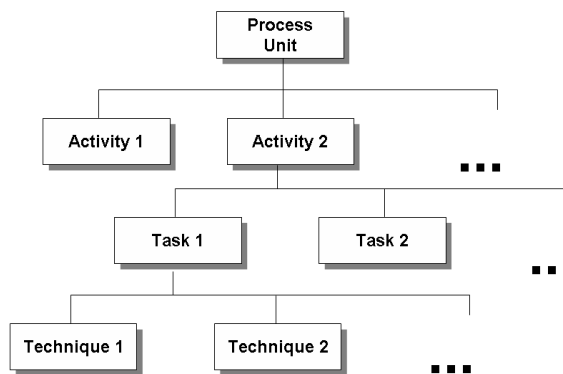 Process
Unit
Activity 1
Activity 2
Task 1
Task 2
Technique 1
Technique 2